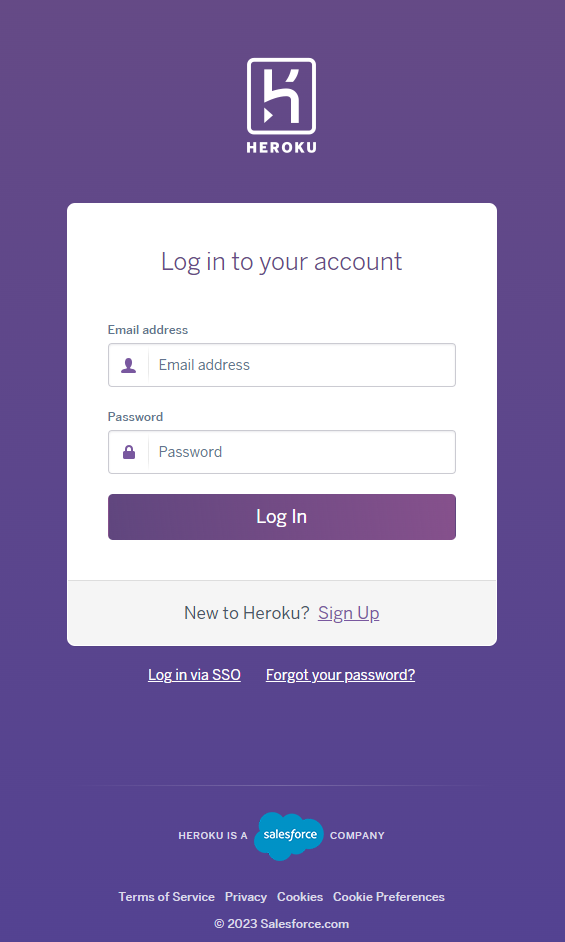 HEROKU
Log in to your account
Email address
Email address
Password
Password
Log In
New to Heroku? Sign Up
Log in via SSO Forgot your password?
HEROKU IS A salesforce COMPANY
Terms of Service Privacy Cookies Cookie Preferences
© 2023 Salesforce.com